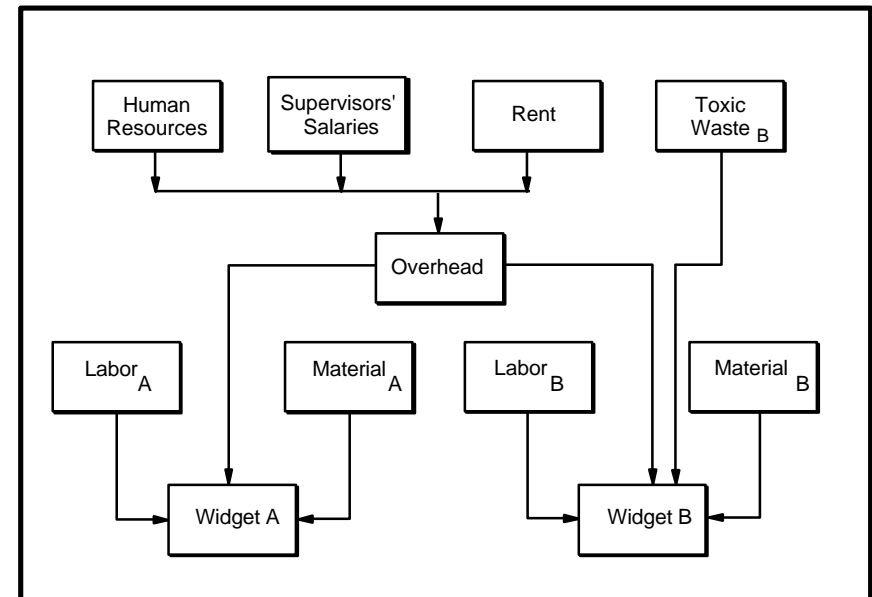 Human
Resources
Supervisors'
Salaries
Rent
Toxic
Waste B
Overhead
Labor A
Material A
Labor B
Material B
Widget A
Widget B